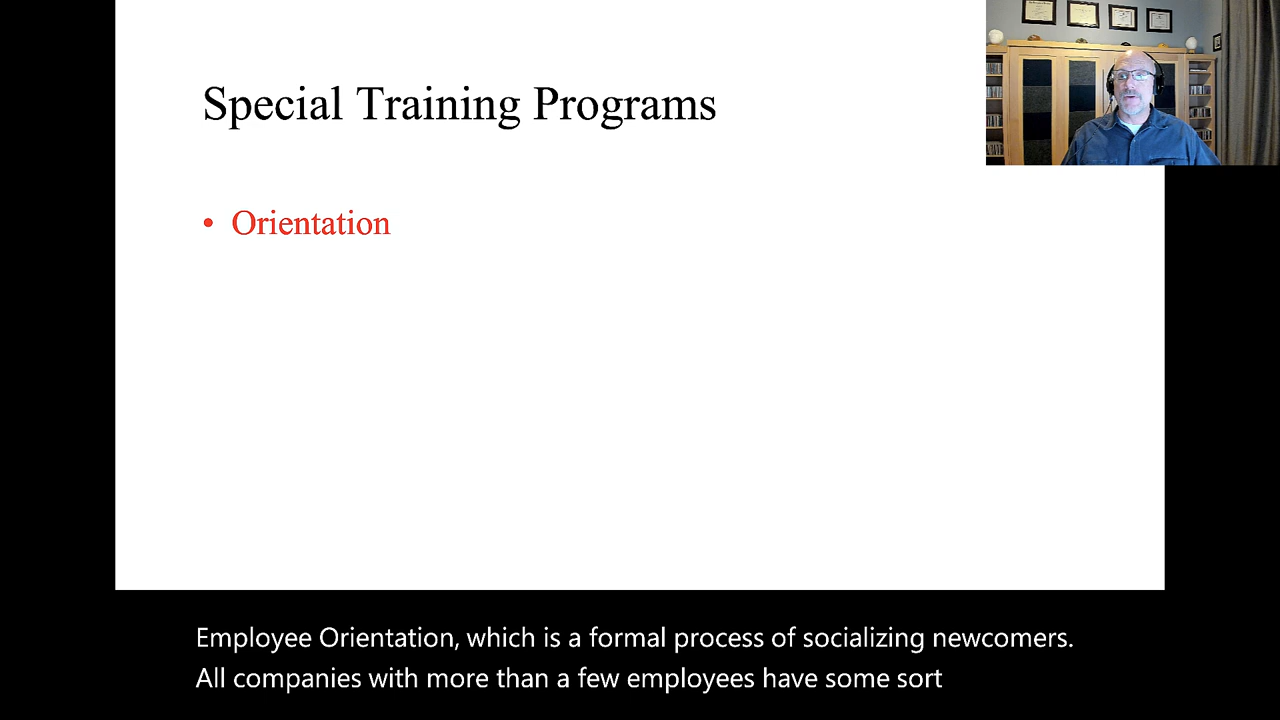 Special Training Programs
• Orientation
Employee Orientation, which is a formal process of socializing newcomers.
All companies with more than a few employees have some sort